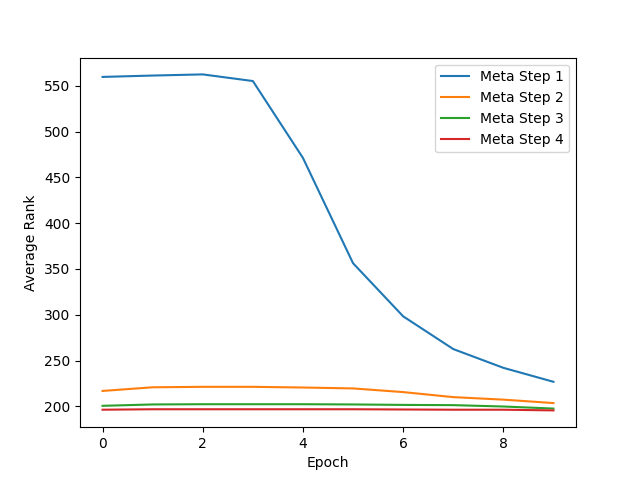 550
500
450
400
350
300
250
200
0
2
4
6
8
Average Rank
Epoch
Meta Step 1
Meta Step 2
Meta Step 3
Meta Step 4